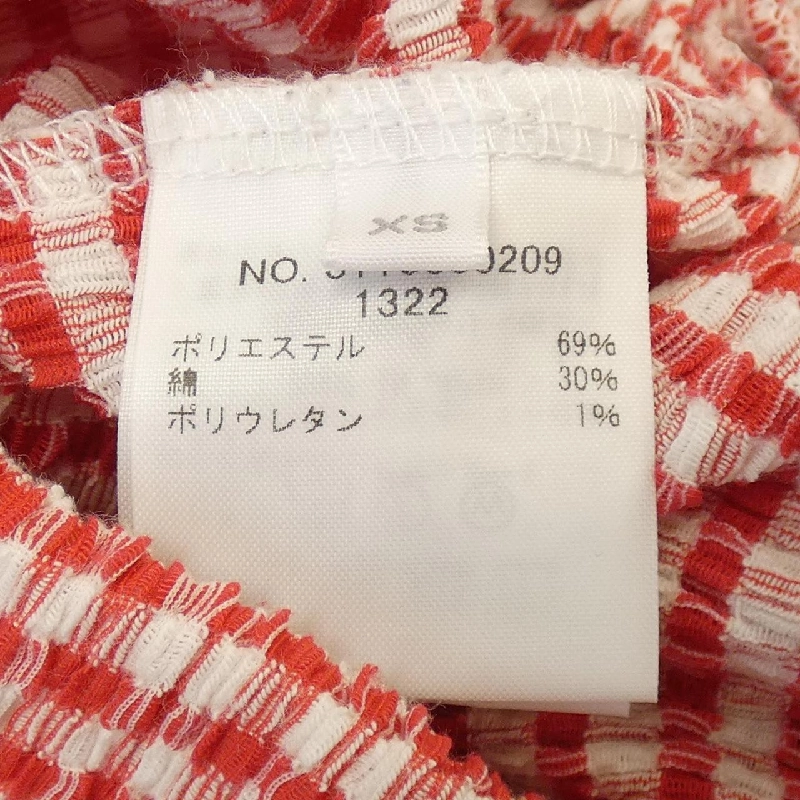 XS
NO.
1322
ポリエステル 69%
綿 30%
ポリウレタン 1%